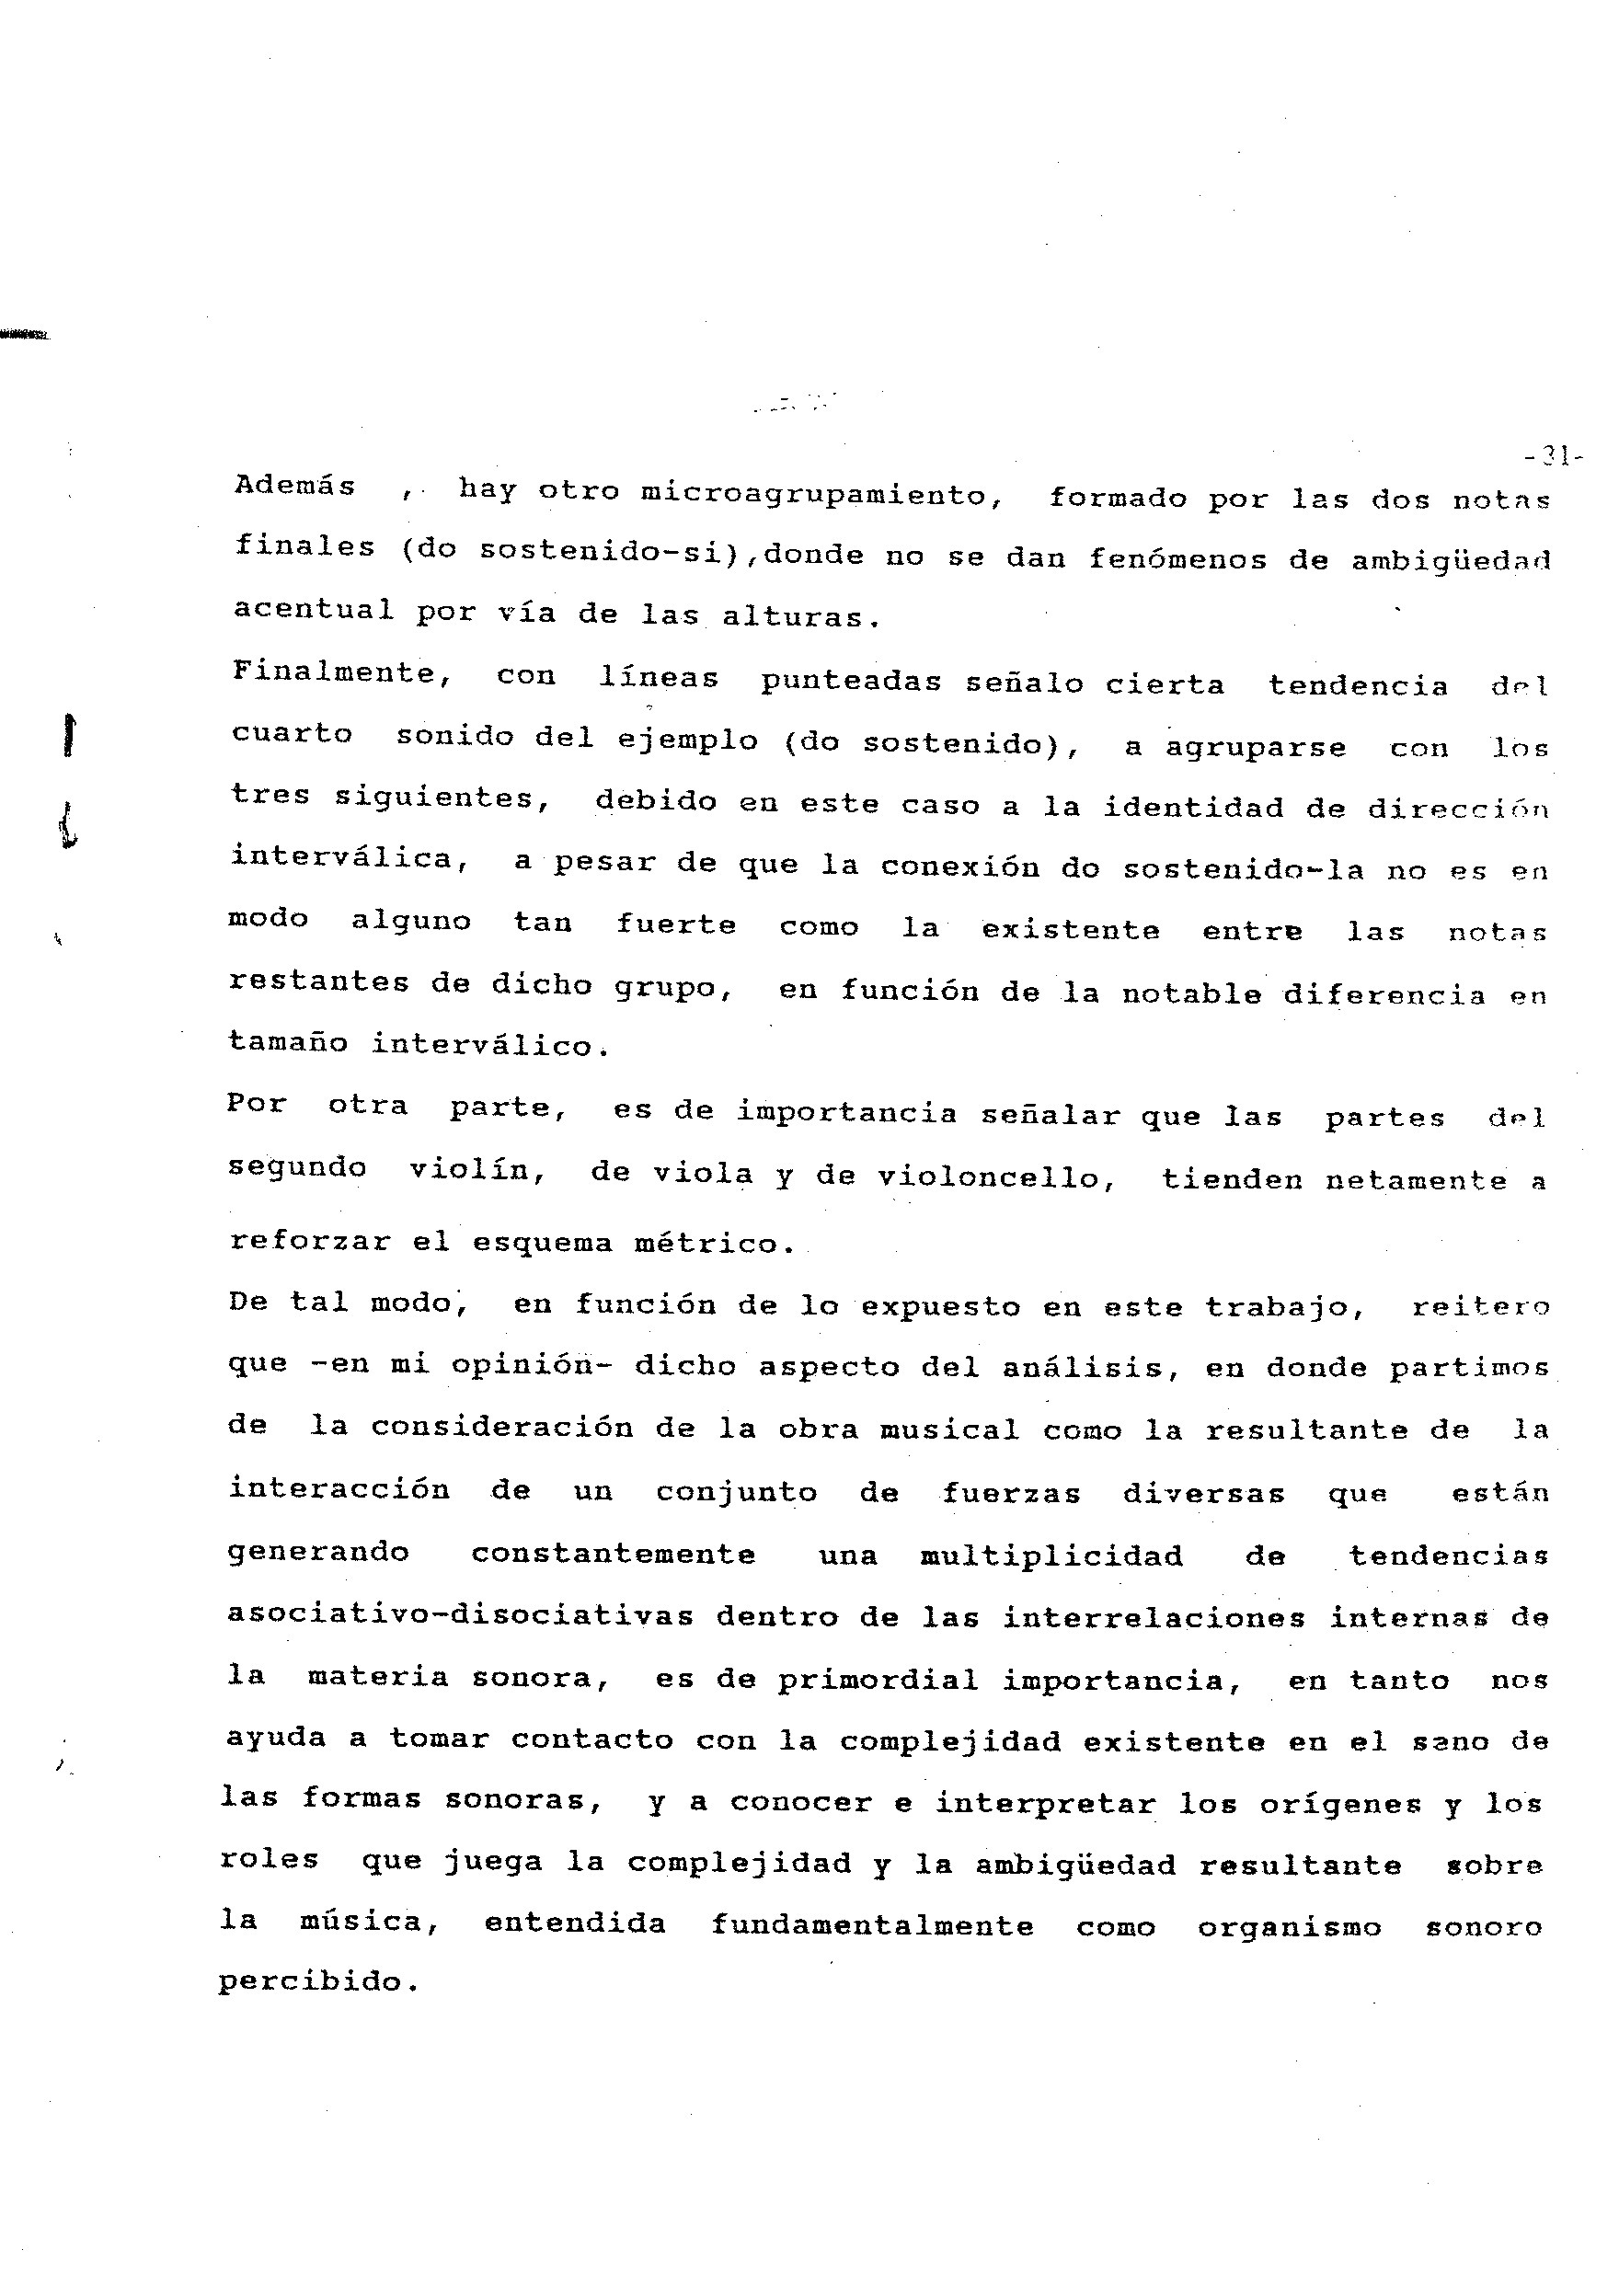 -31-
Además , hay otro microagrupamiento, formado por las dos notas
finales (do sostenido-si),donde no se dan fenómenos de ambigüedad
acentual por vía de las alturas.
Finalmente, con líneas punteadas señalo cierta tendencia del
cuarto sonido del ejemplo (do sostenido), a agruparse con los
tres siguientes, debido en este caso a la identidad de dirección
interválica, a pesar de que la conexión do sostenido-la no es en
modo alguno tan fuerte como la existente entre las notas
restantes de dicho grupo, en función de la notable diferencia en
tamaño interválico.
Por otra parte, es de importancia señalar que las partes del
segundo violín, de viola y de violoncello, tienden netamente a
reforzar el esquema métrico.
De tal modo, en función de lo expuesto en este trabajo, reitero
que -en mi opinión- dicho aspecto del análisis, en donde partimos
de la consideración de la obra musical como la resultante de la
interacción de un conjunto de fuerzas diversas que están
generando constantemente una multiplicidad de tendencias
asociativo-disociativas dentro de las interrelaciones internas de
la materia sonora, es de primordial importancia, en tanto nos
ayuda a tomar contacto con la complejidad existente en el seno de
las formas sonoras, y a conocer e interpretar los orígenes y los
roles que juega la complejidad y la ambigüedad resultante sobre
la música, entendida fundamentalmente como organismo sonoro
percibido.